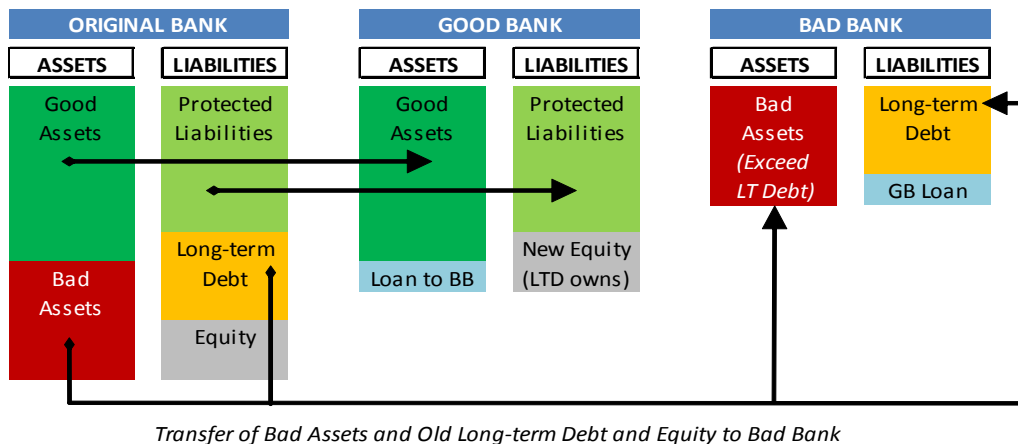 ORIGINAL BANK
ASSETS
LIABILITIES
Good
Assets
Bad
Assets
Protected
Liabilities
Long-term
Debt
Equity
GOOD BANK
ASSETS
LIABILITIES
Good
Assets
Loan to BB
Protected
Liabilities
New Equity
(LTD owns)
BAD BANK
ASSETS
LIABILITIES
Bad
Assets
(Exceed
LT Debt)
Long-term
Debt
GB Loan
Transfer of Bad Assets and Old Long-term Debt and Equity to Bad Bank